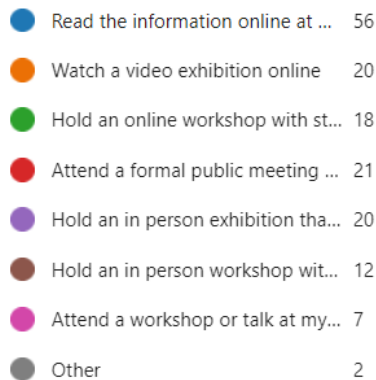 Read the information online at ... 56
Watch a video exhibition online 20
Hold an online workshop with st... 18
Attend a formal public meeting ... 21
Hold an in person exhibition tha... 20
Hold an in person workshop wit... 12
Attend a workshop or talk at my... 7
Other 2